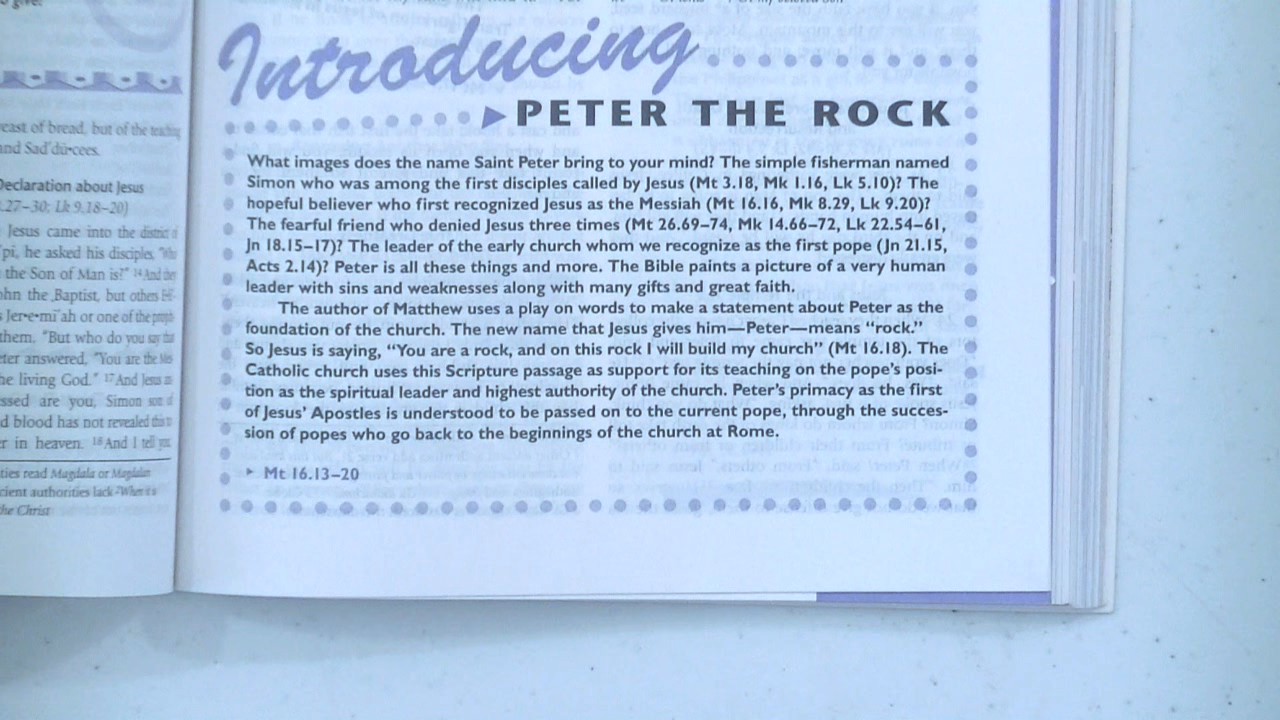 east of bread, but of the teaching
and Sad′du•cees.
Declaration about Jesus
.27–30; Lk 9.18–20)
Jesus came into the district
pi, he asked his disciples,
the Son of Man is?" 14
ohn the Baptist, but others
Jer•e•mi′ah or one of the
them, "But who do you say
ter answered, "You are the
he living God." 17 And Jesus
ssed are you, Simon son of
d blood has not revealed this
r in heaven. 18 And I tell you
ties read Magdala or
cient authorities lack
the Christ
Introducing
PETER THE ROCK
What images does the name Saint Peter bring to your mind? The simple fisherman named
Simon who was among the first disciples called by Jesus (Mt 3.18, Mk 1.16, Lk 5.10)? The
hopeful believer who first recognized Jesus as the Messiah (Mt 16.16, Mk 8.29, Lk 9.20)?
The fearful friend who denied Jesus three times (Mt 26.69–74, Mk 14.66–72, Lk 22.54–61,
Jn 18.15–17)? The leader of the early church whom we recognize as the first pope (Jn 21.15,
Acts 2.14)? Peter is all these things and more. The Bible paints a picture of a very human
leader with sins and weaknesses along with many gifts and great faith.
The author of Matthew uses a play on words to make a statement about Peter as the
foundation of the church. The new name that Jesus gives him—Peter—means “rock.”
So Jesus is saying, “You are a rock, and on this rock I will build my church” (Mt 16.18). The
Catholic church uses this Scripture passage as support for its teaching on the pope’s posi-
tion as the spiritual leader and highest authority of the church. Peter’s primacy as the first
of Jesus’ Apostles is understood to be passed on to the current pope, through the succes-
sion of popes who go back to the beginnings of the church at Rome.
▸ Mt 16.13–20